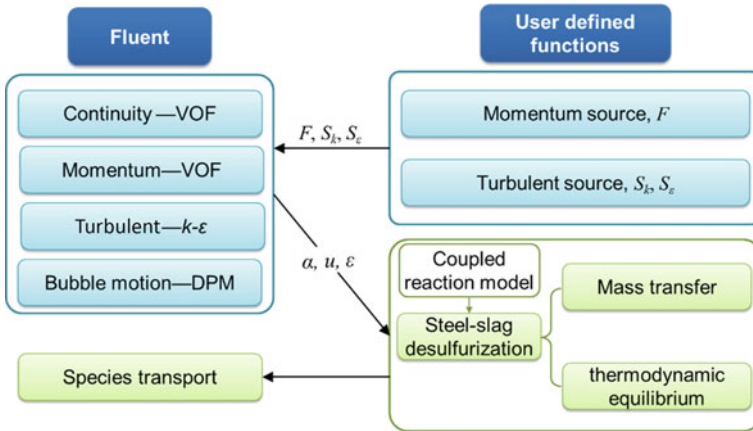 Fluent
Continuity —VOF
Momentum—VOF
Turbulent—k-ε
Bubble motion—DPM
Species transport
F, Sk, Sε
α, u, ε
User defined
functions
Momentum source, F
Turbulent source, Sk, Sε
Coupled
reaction model
Steel-slag
desulfurization
Mass transfer
thermodynamic
equilibrium